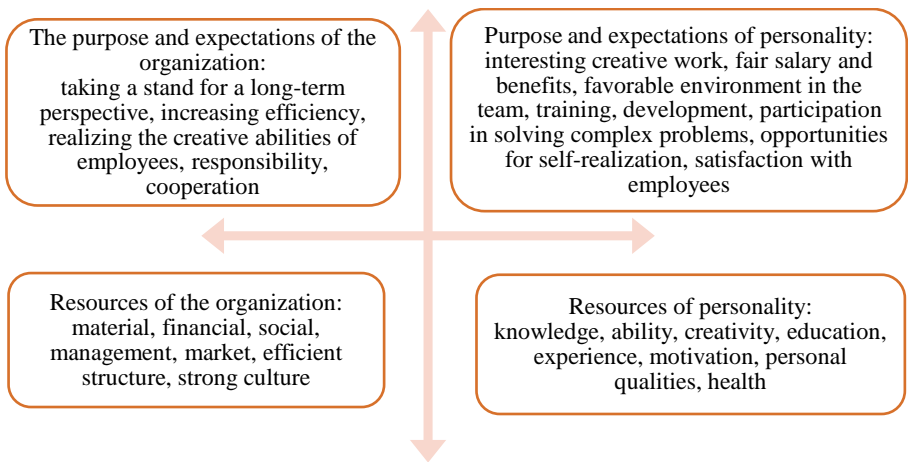 The purpose and expectations of the
organization:
taking a stand for a long-term
perspective, increasing efficiency,
realizing the creative abilities of
employees, responsibility,
cooperation
Purpose and expectations of personality:
interesting creative work, fair salary and
benefits, favorable environment in the
team, training, development, participation
in solving complex problems, opportunities
for self-realization, satisfaction with
employees
Resources of the organization:
material, financial, social,
management, market, efficient
structure, strong culture
Resources of personality:
knowledge, ability, creativity, education,
experience, motivation, personal
qualities, health